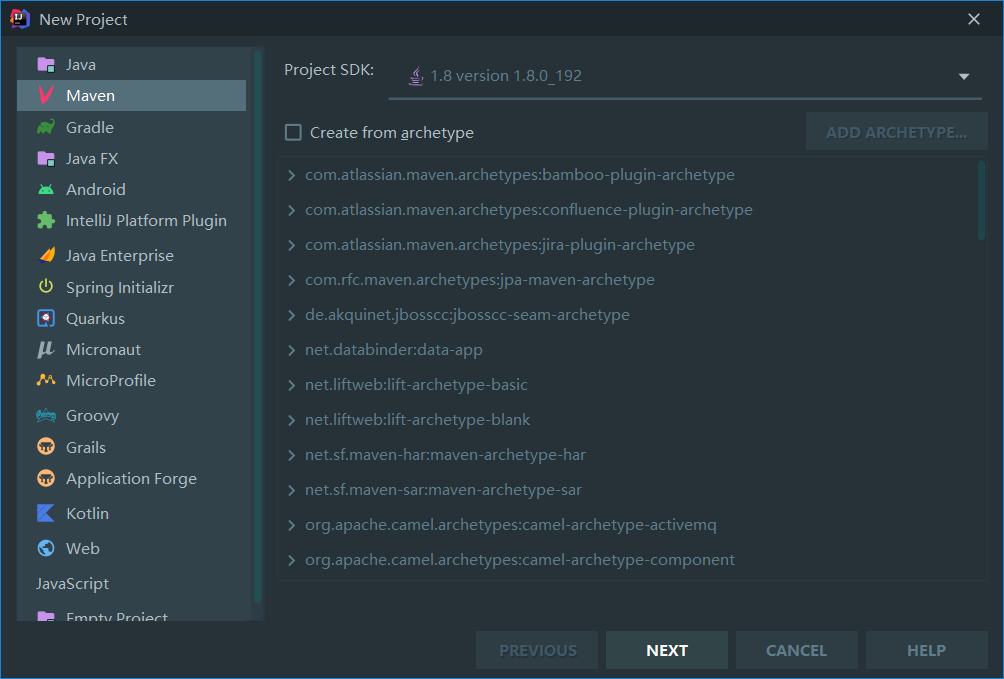 New Project
Java
Maven
Gradle
Java FX
Android
IntelliJ Platform Plugin
Java Enterprise
Spring Initializr
Quarkus
Micronaut
MicroProfile
Groovy
Grails
Application Forge
Kotlin
Web
JavaScript
Empty Project
Project SDK:
1.8 version 1.8.0_192
Create from archetype
ADD ARCHETYPE...
com.atlassian.maven.archetypes:bamboo-plugin-archetype
com.atlassian.maven.archetypes:confluence-plugin-archetype
com.atlassian.maven.archetypes:jira-plugin-archetype
com.rfc.maven.archetypes:jpa-maven-archetype
de.akquinet.jbosscc:jbosscc-seam-archetype
net.databinder:data-app
net.liftweb:lift-archetype-basic
net.liftweb:lift-archetype-blank
net.sf.maven-har:maven-archetype-har
net.sf.maven-sar:maven-archetype-sar
org.apache.camel.archetypes:camel-archetype-activemq
org.apache.camel.archetypes:camel-archetype-component
PREVIOUS
NEXT
CANCEL
HELP